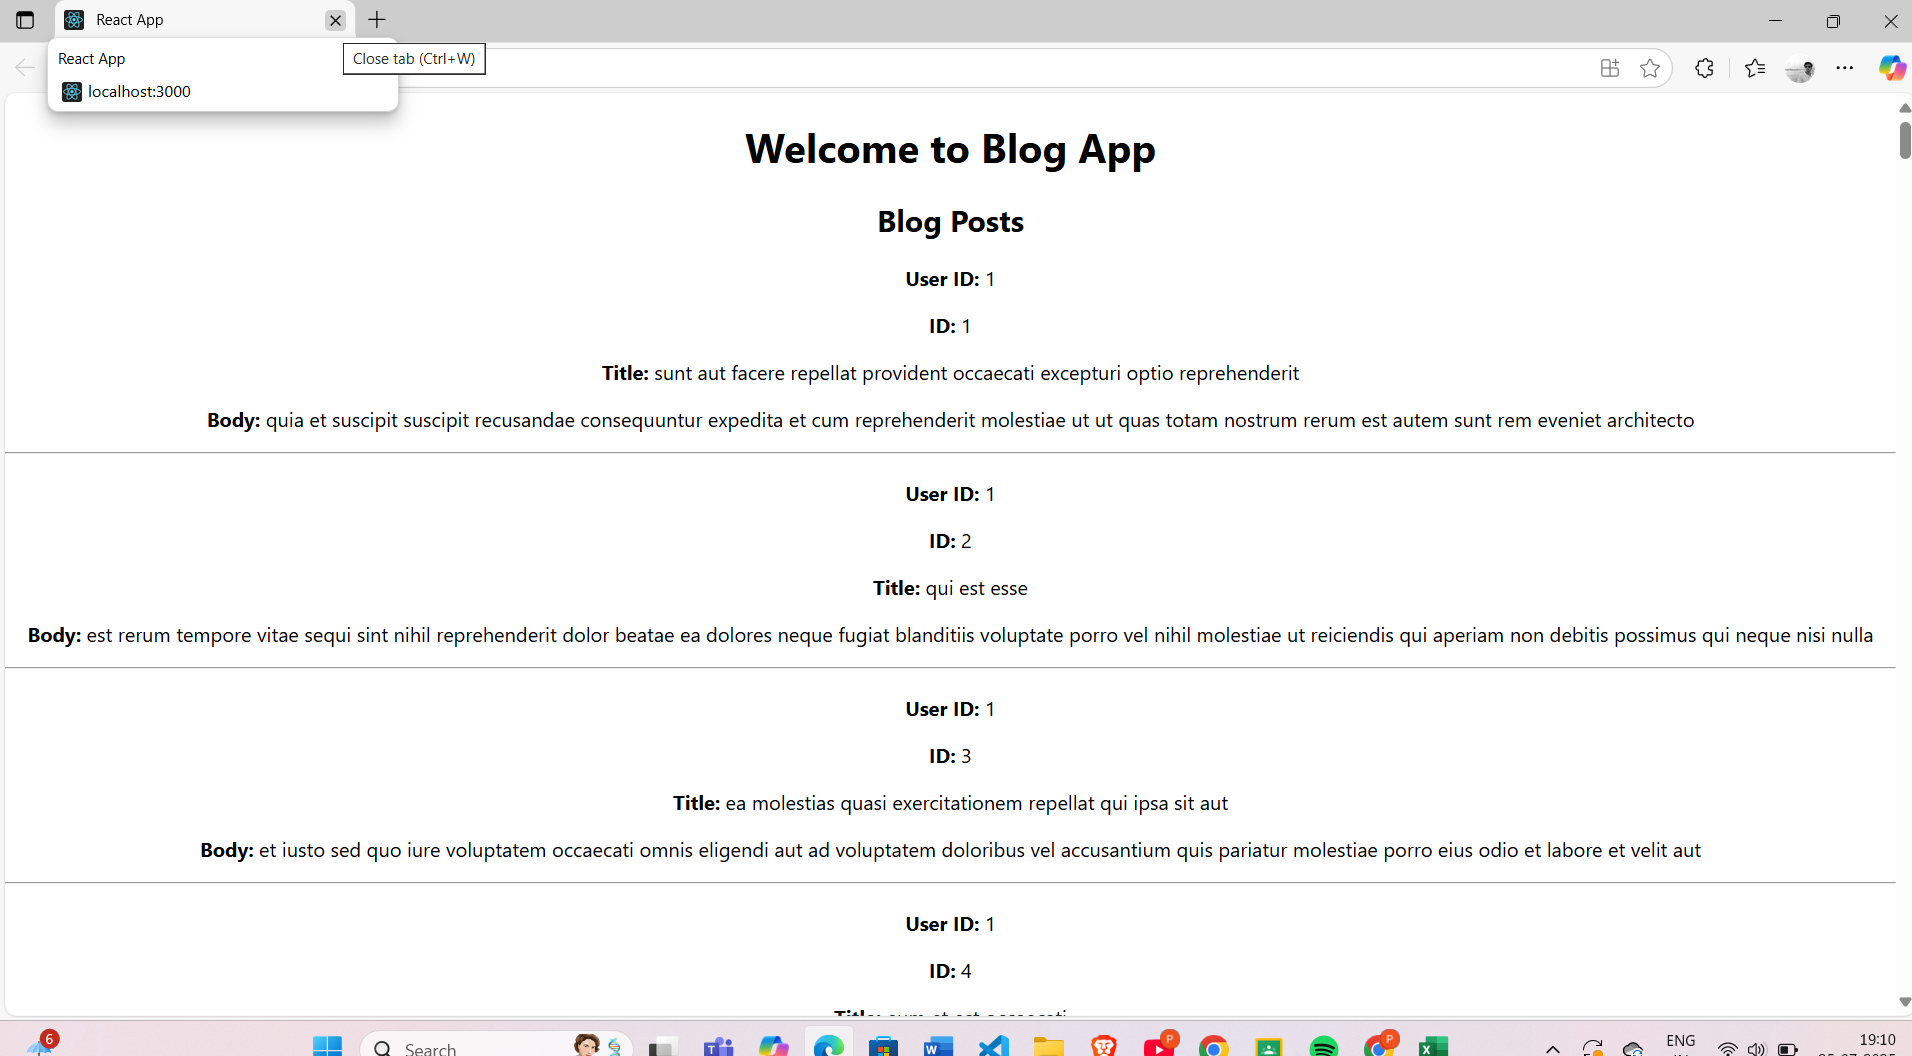 React App
React App
Close tab (Ctrl+W)
localhost:3000
Welcome to Blog App
Blog Posts
User ID: 1
ID: 1
Title: sunt aut facere repellat provident occaecati excepturi optio reprehenderit
Body: quia et suscipit suscipit recusandae consequuntur expedita et cum reprehenderit molestiae ut ut quas totam nostrum rerum est autem sunt rem eveniet architecto
User ID: 1
ID: 2
Title: qui est esse
Body: est rerum tempore vitae sequi sint nihil reprehenderit dolor beatae ea dolores neque fugiat blanditiis voluptate porro vel nihil molestiae ut reiciendis qui aperiam non debitis possimus qui neque nisi nulla
User ID: 1
ID: 3
Title: ea molestias quasi exercitationem repellat qui ipsa sit aut
Body: et iusto sed quo iure voluptatem occaecati omnis eligendi aut ad voluptatem doloribus vel accusantium quis pariatur molestiae porro eius odio et labore et velit aut
User ID: 1
ID: 4
Title: eum et est occaecati
6
Search
P
P
ENG
19:10